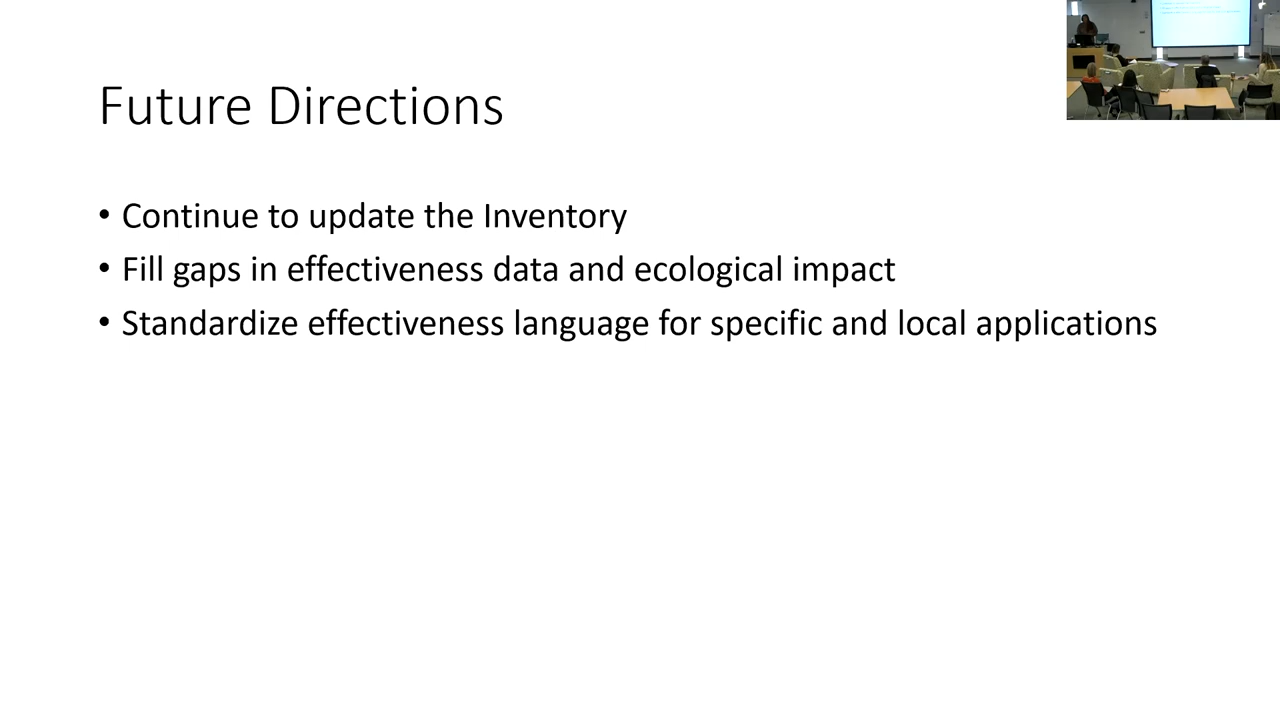 Future Directions
• Continue to update the Inventory
• Fill gaps in effectiveness data and ecological impact
• Standardize effectiveness language for specific and local applications